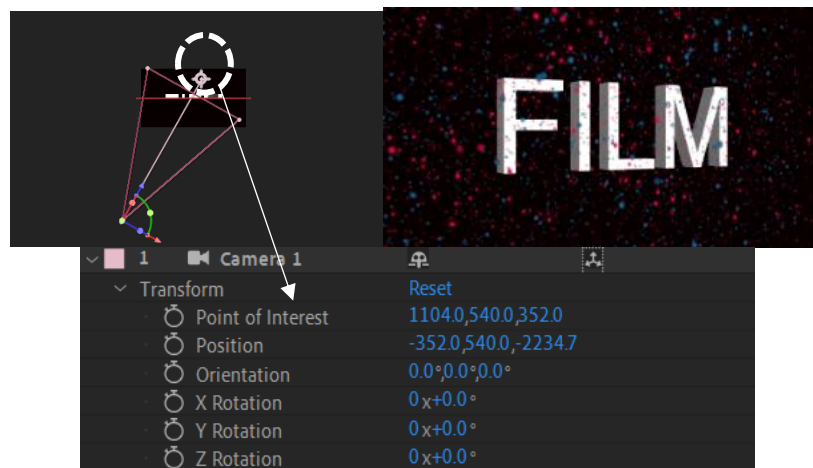 FILM
1 Camera 1
Transform Reset
Point of Interest 1104.0,540.0,352.0
Position -352.0,540.0,-2234.7
Orientation 0.0°,0.0°,0.0°
X Rotation 0x+0.0°
Y Rotation 0x+0.0°
Z Rotation 0x+0.0°